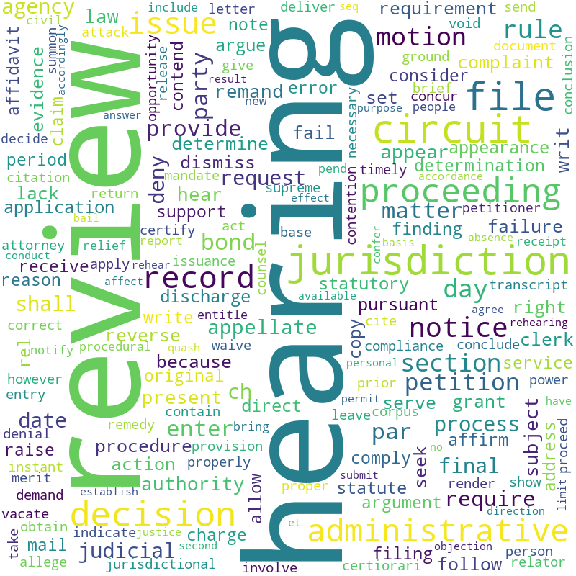 agency
civil
include
letter
deliver
seq
attack
law
issue
note
void
send
affidavit
summon
accordingly
opportunity
release
contend
party
give
argue
requirement
motion
ground
document
complaint
conclusion
rule
evidence
claim
answer
result
new
remand
error
necessary
consider
set
brief
concur
purpose
people
file
decide
provide
determine
fail
circuit
writ
period
citation
deny
dismiss
pend
timely
appear
appearance
determination
lack
return
mandate
request
supreme
effect
accordance
proceeding
petitioner
application
bail
hear
support
base
contention
matter
finding
failure
attorney
relief
act
certify
bond
confer
basis
absence
receipt
conduct
report
issuance
counsel
reason
receive
apply
rehear
record
available
jurisdiction
statutory
day
transcript
shall
affect
discharge
entitle
pursuant
right
correct
write
appellate
copy
cite
agree
rehearing
rel
notify
procedural
quash
reverse
waive
compliance
conclude
notice
clerk
however
because
personal
section
service
entry
original
ch
prior
petition
power
present
direct
permit
leave
corpus
have
date
remedy
contain
enter
bring
par
serve
grant
denial
procedure
provision
comply
process
affirm
subject
address
limit
proceed
raise
instant
action
properly
allow
submit
seek
final
no
merit
authority
proper
statute
render
show
demand
establish
decision
require
argument
direction
vacate
take
obtain
indicate
justice
charge
et
administrative
mail
judicial
second
objection
filing
person
allege
jurisdictional
involve
certiorari
follow
relator
review
hearing